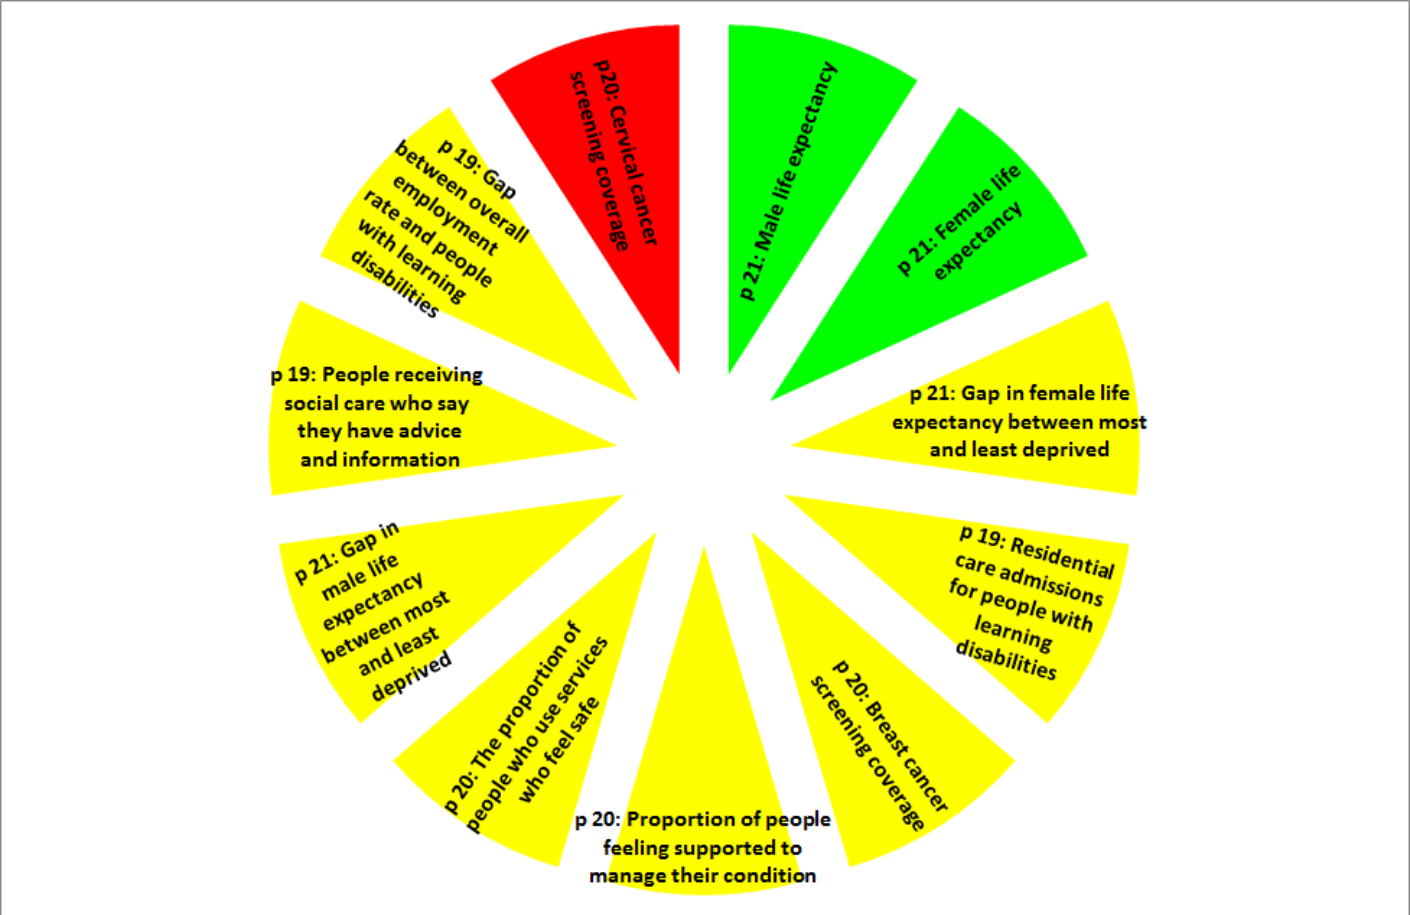 p 21: Male life expectancy
p 21: Female life
expectancy
p 21: Gap in female life
expectancy between most
and least deprived
p 19: Residential
care admissions
for people with
learning
disabilities
p 20: Breast cancer
screening coverage
p 20: Proportion of people
feeling supported to
manage their condition
p 20: The proportion of
people who use services
who feel safe
p 21: Gap in
male life
expectancy
between most
and least
deprived
p 19: People receiving
social care who say
they have advice
and information
p 19: Gap
between overall
employment
rate and people
with learning
disabilities
p20: Cervical cancer
screening coverage